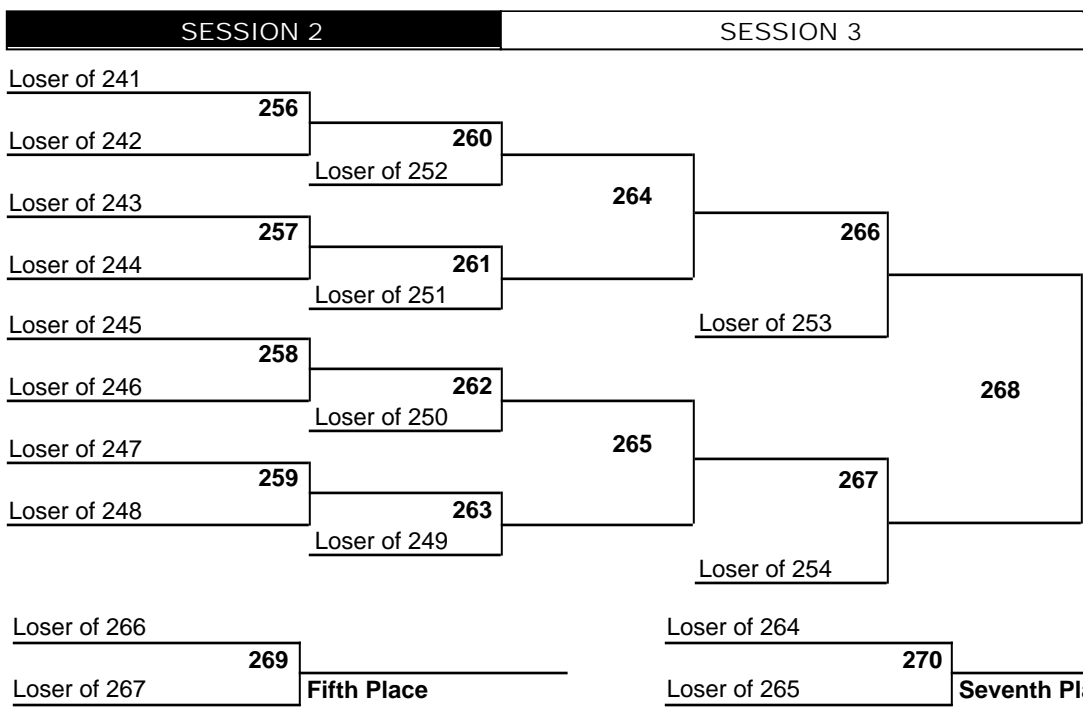 SESSION 2 SESSION 3
Loser of 241
256
Loser of 242 260
Loser of 252
264
Loser of 243
257 266
Loser of 244 261
Loser of 251
Loser of 245 Loser of 253
258
Loser of 246 262 268
Loser of 250
Loser of 247 265
259 267
Loser of 248 263
Loser of 249
Loser of 254
Loser of 266 Loser of 264
269 270
Loser of 267 Fifth Place Loser of 265 Seventh Pla